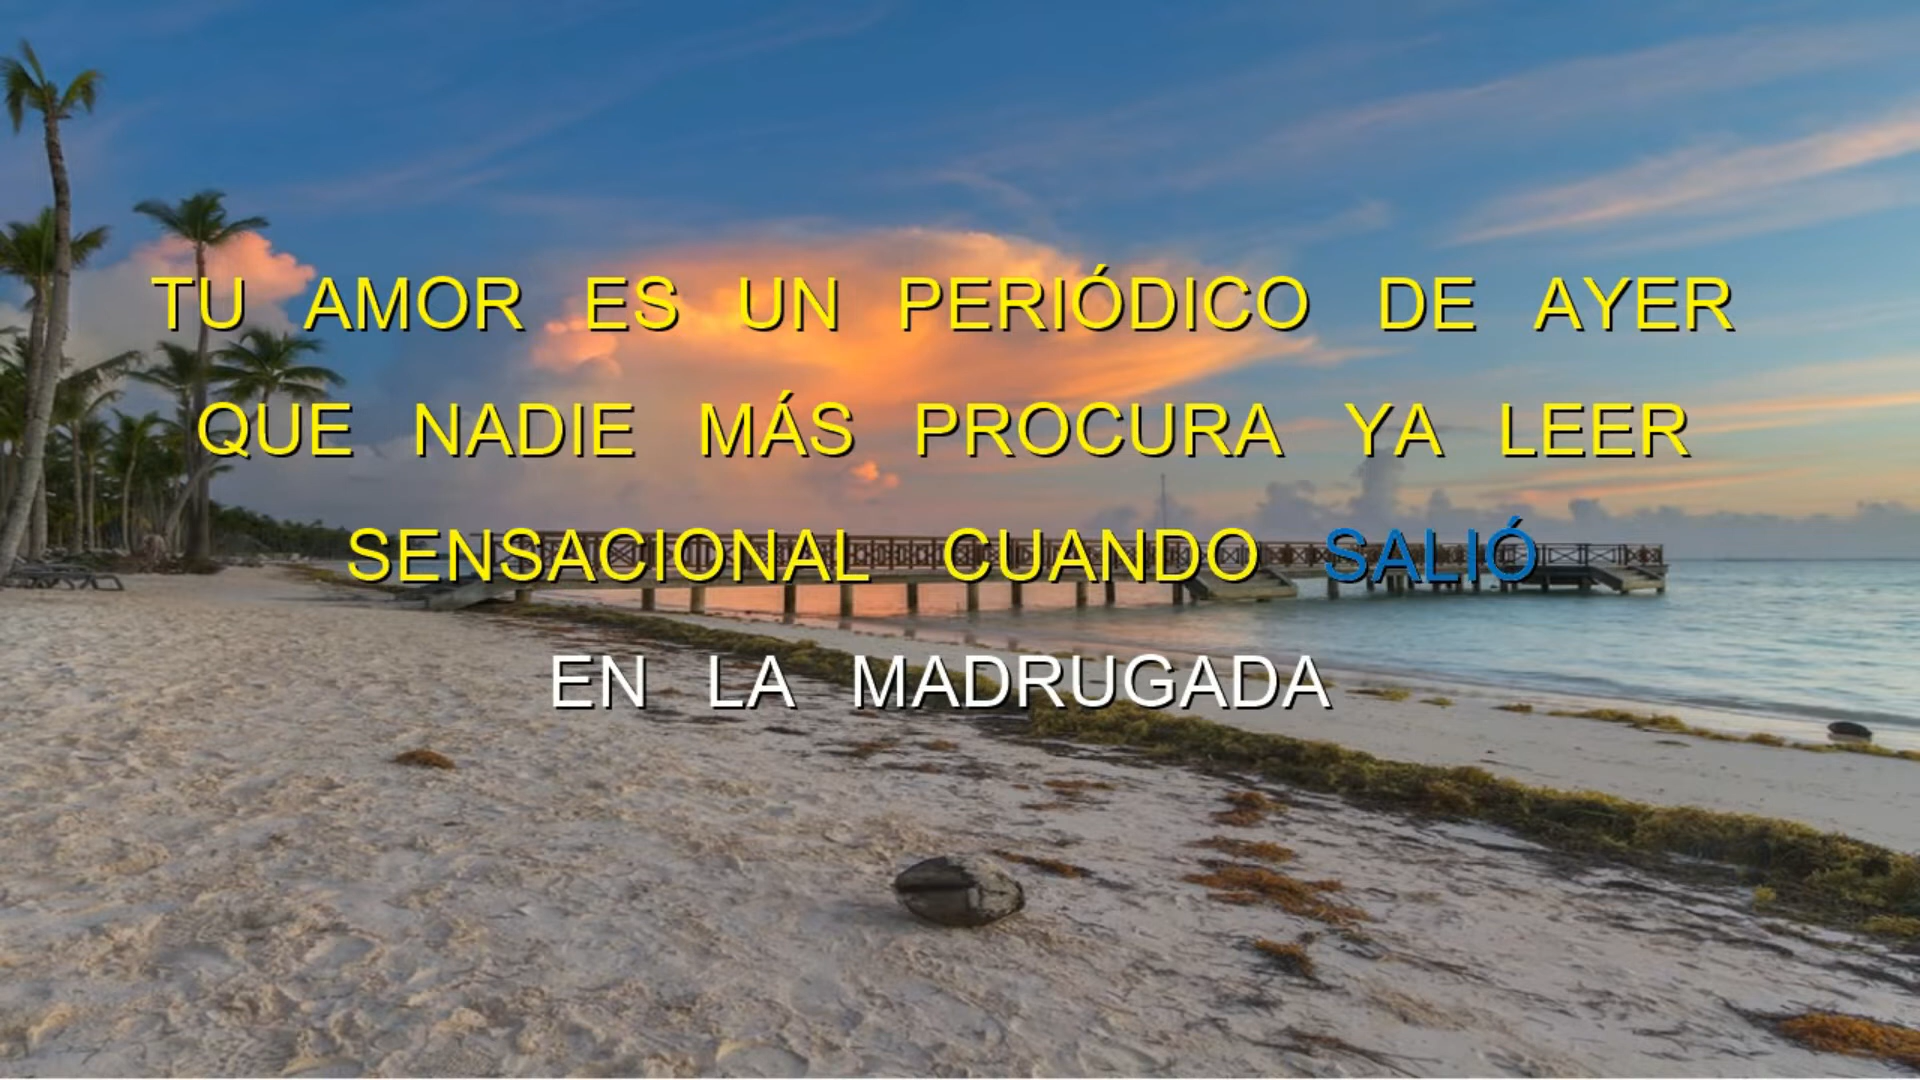 TU AMOR ES UN PERIÓDICO DE AYER
QUE NADIE MÁS PROCURA YA LEER
SENSACIONAL CUANDO SALIÓ
EN LA MADRUGADA